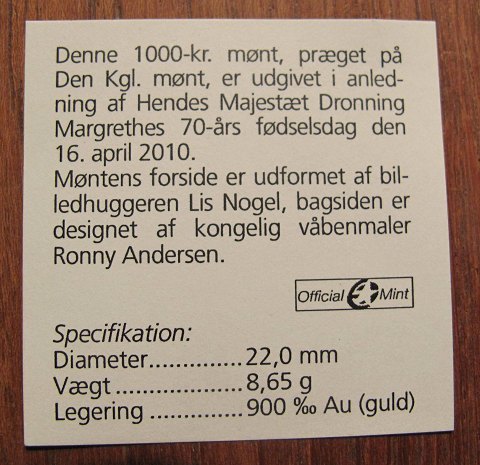 Denne 1000-kr. mønt, præget på
Den Kgl. mønt, er udgivet i anled-
ning af Hendes Majestæt Dronning
Margrethes 70-års fødselsdag den
16. april 2010.
Møntens forside er udformet af bil-
ledhuggeren Lis Nogel, bagsiden er
designet af kongelig våbenmaler
Ronny Andersen.
Official Mint
Specifikation:
Diameter...............22,0 mm
Vægt ....................8,65 g
Legering ...............900 ‰ Au (guld)